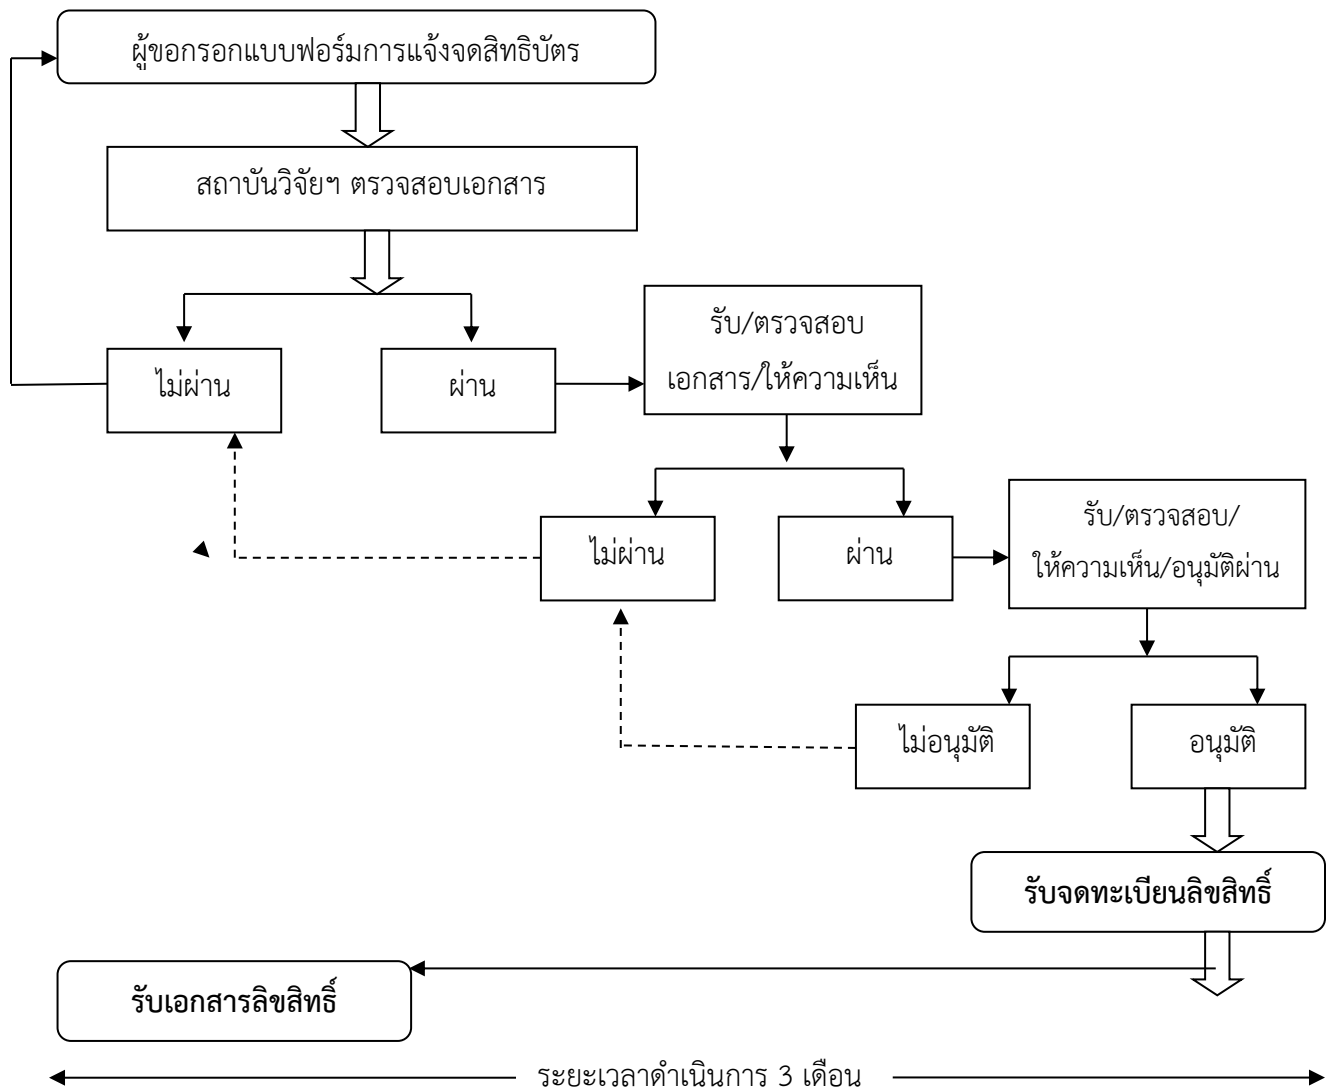 ผู้ขอกรอกแบบฟอร์มการแจ้งจดสิทธิบัตร
สถาบันวิจัยฯ ตรวจสอบเอกสาร
รับ/ตรวจสอบ
เอกสาร/ให้ความเห็น
ไม่ผ่าน
ผ่าน
รับ/ตรวจสอบ/
ให้ความเห็น/อนุมัติผ่าน
ไม่ผ่าน
ผ่าน
ไม่อนุมัติ
อนุมัติ
รับจดทะเบียนลิขสิทธิ์
รับเอกสารลิขสิทธิ์
ระยะเวลาดำเนินการ 3 เดือน